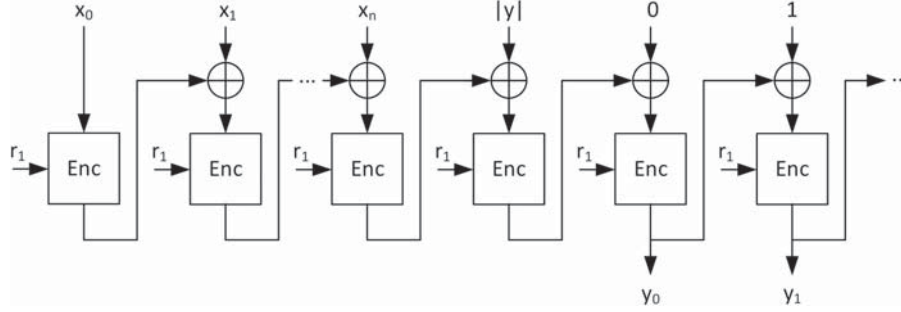 x₀ x₁ xₙ |y| 0 1
... ...
r₁ Enc r₁ Enc r₁ Enc r₁ Enc r₁ Enc r₁ Enc
y₀ y₁